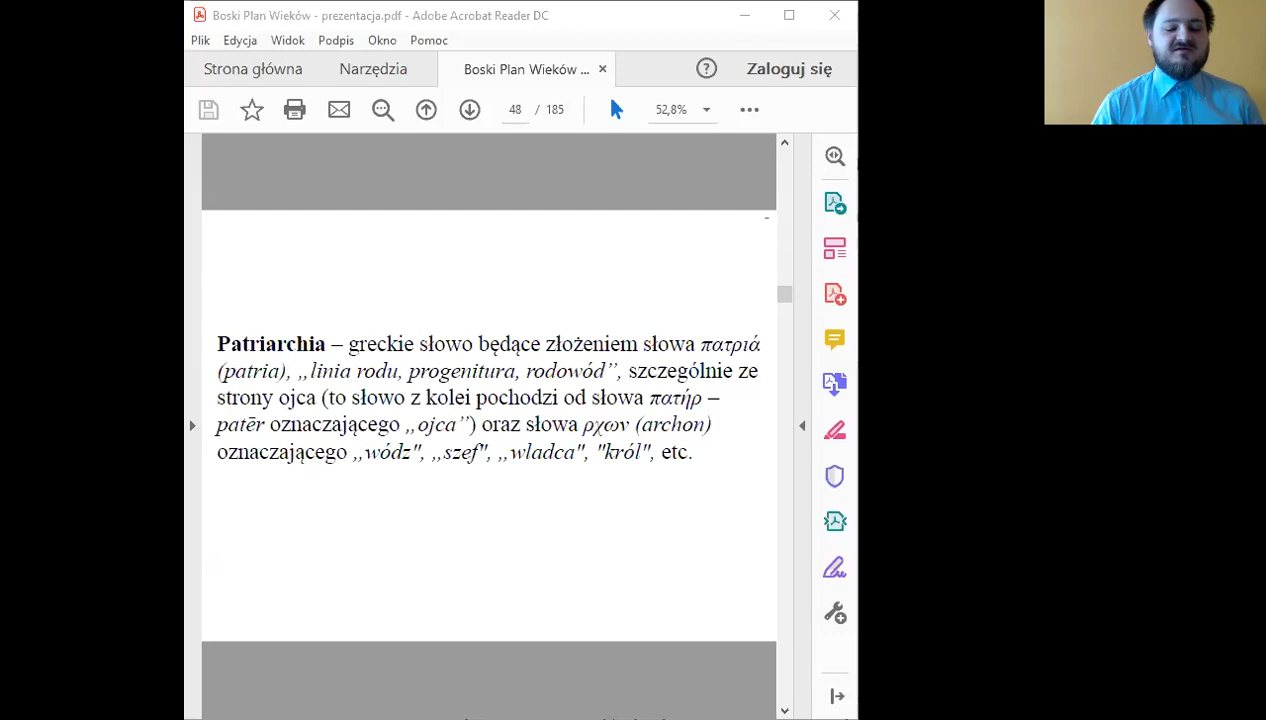 Boski Plan Wieków - prezentacja.pdf - Adobe Acrobat Reader DC
Plik Edycja Widok Podpis Okno Pomoc
Strona główna Narzędzia Boski Plan Wieków ... × Zaloguj się
48 / 185 52,8%
Patriarchia – greckie słowo będące złożeniem słowa πατριά
(patria), ,,linia rodu, progenitura, rodowód”, szczególnie ze
strony ojca (to słowo z kolei pochodzi od słowa πατήρ –
patēr oznaczającego ,,ojca”) oraz słowa ρχων (archon)
oznaczającego ,,wódz", ,,szef", ,,wladca", "król", etc.